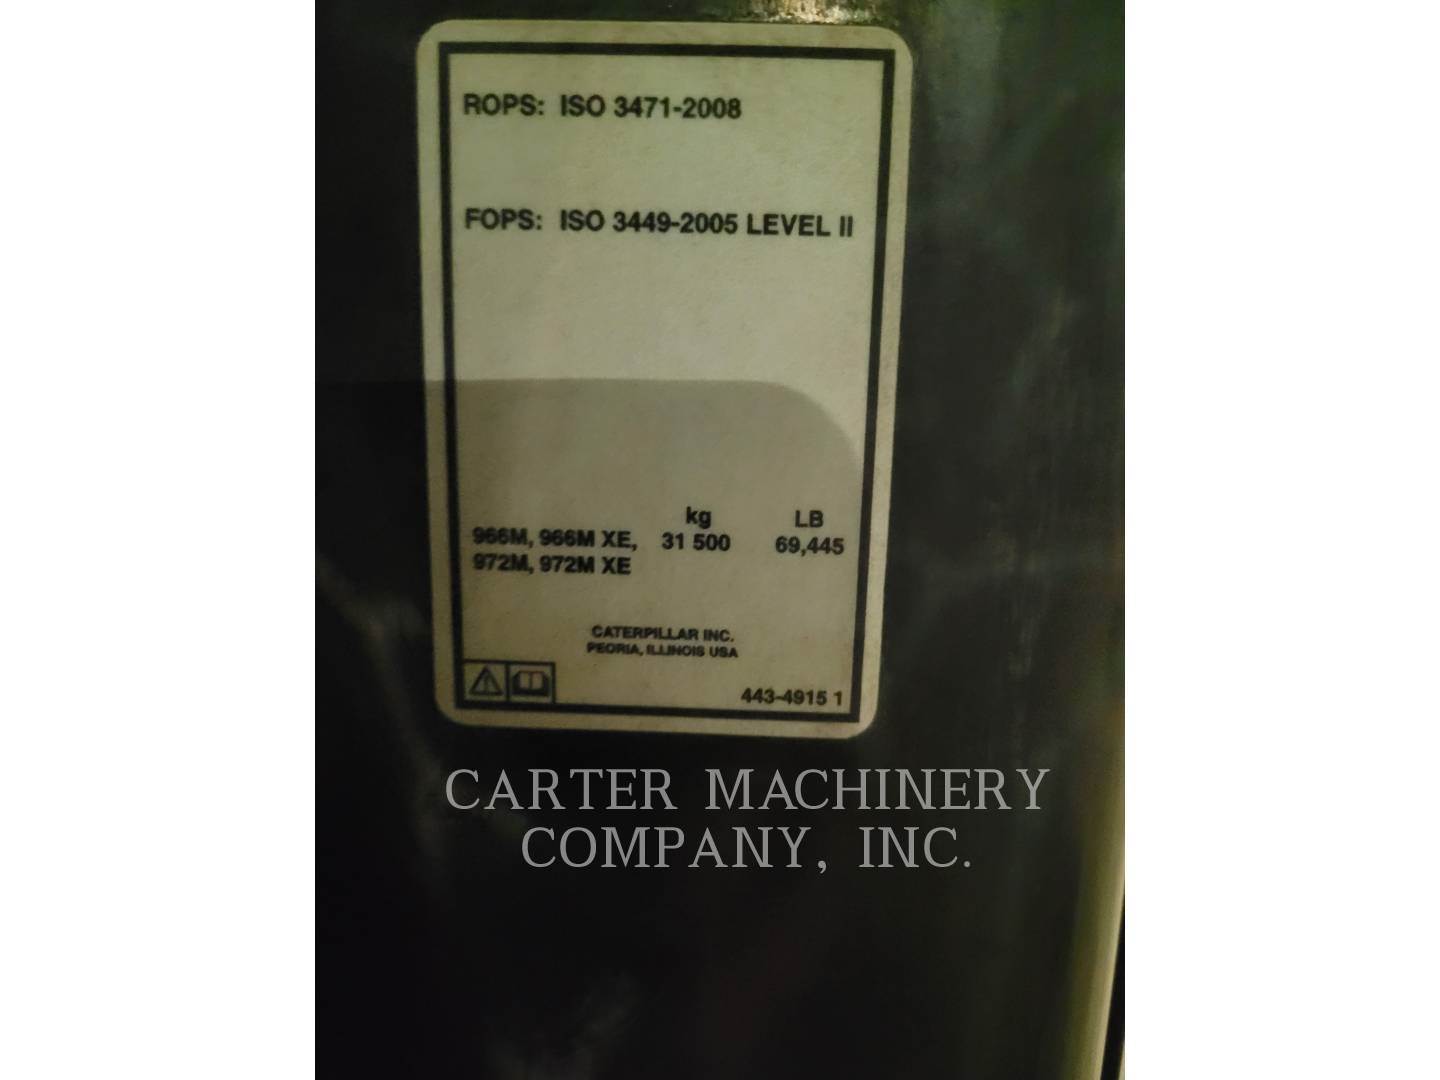 ROPS: ISO 3471-2008
FOPS: ISO 3449-2005 LEVEL II
kg LB
966M, 966M XE, 31 500 69,445
972M, 972M XE
CATERPILLAR INC.
PEORIA, ILLINOIS USA
443-4915 1
CARTER MACHINERY
COMPANY, INC.